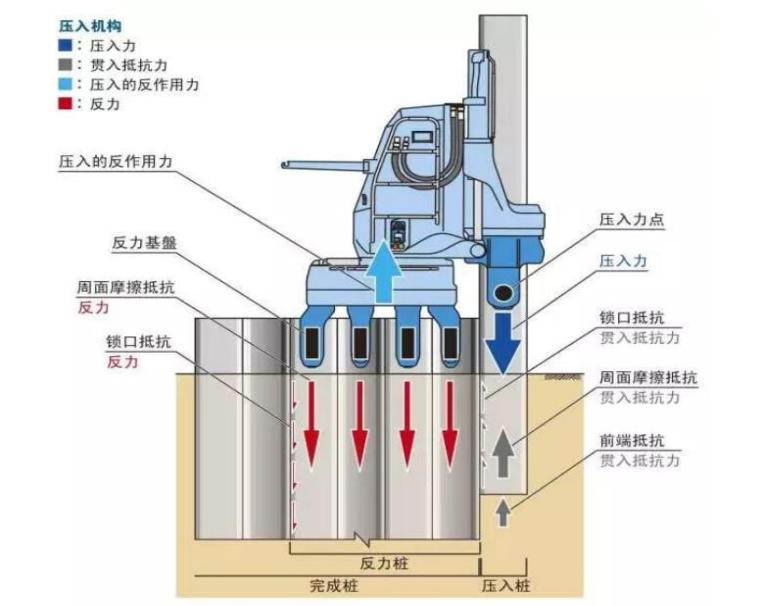 压入机构
■：压入力
■：贯入抵抗力
■：压入的反作用力
■：反力
压入的反作用力
反力基盤
周面摩擦抵抗
反力
锁口抵抗
反力
压入力点
压入力
锁口抵抗
贯入抵抗力
周面摩擦抵抗
贯入抵抗力
前端抵抗
贯入抵抗力
反力桩
完成桩
压入桩